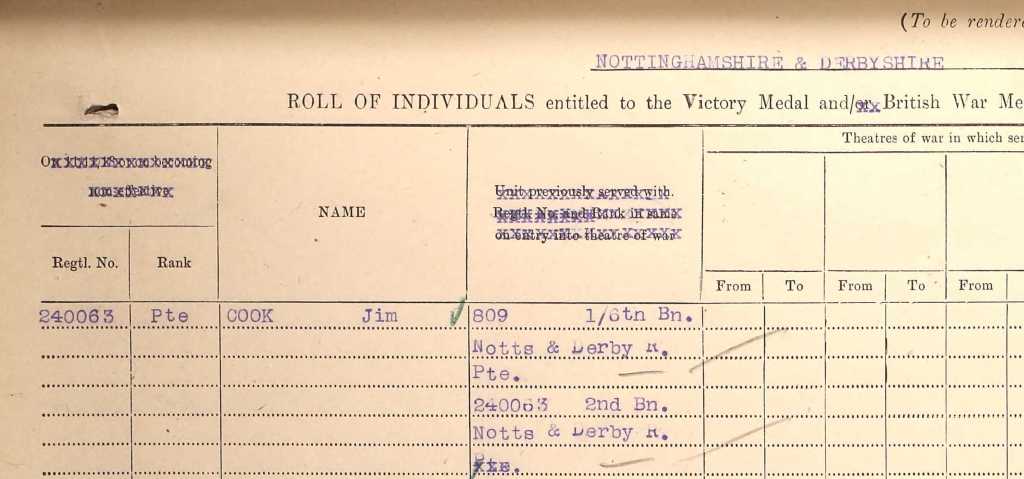 (To be rendere
NOTTINGHAMSHIRE & DERBYSHIRE
ROLL OF INDIVIDUALS entitled to the Victory Medal and/or British War Me
Theatres of war in which ser
Unit previously served with.
Regtl. No. and Rank in same
on entry into theatre of war
NAME
Regtl. No. Rank
From To From To From
240063 Pte COOK Jim 809 1/6th Bn.
Notts & Derby R.
Pte.
240063 2nd Bn.
Notts & Derby R.
Pte.